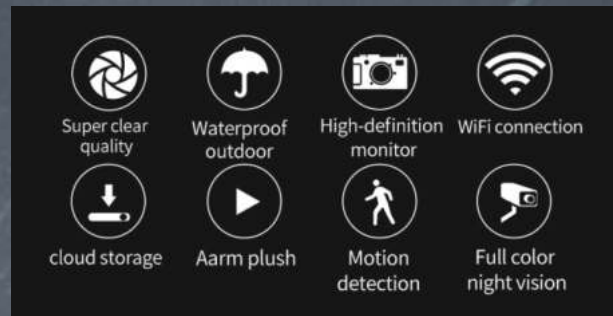 Super clear
quality
Waterproof
outdoor
High-definition
monitor
WiFi connection
cloud storage
Aarm plush
Motion
detection
Full color
night vision